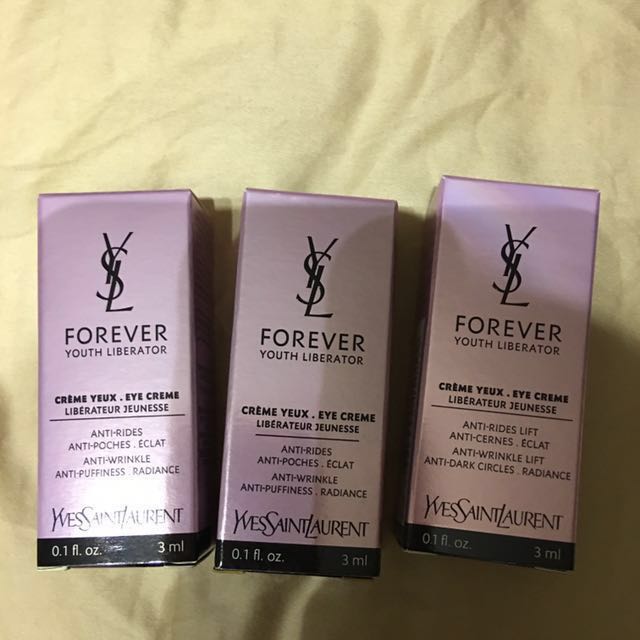 YSL
FOREVER
YOUTH LIBERATOR
CRÈME YEUX . EYE CREME
LIBÉRATEUR JEUNESSE
ANTI-RIDES
ANTI-POCHES . ÉCLAT
ANTI-WRINKLE
ANTI-PUFFINESS . RADIANCE
YVESSAINTLAURENT
0.1 fl. oz. 3 ml
YSL
FOREVER
YOUTH LIBERATOR
CRÈME YEUX . EYE CREME
LIBÉRATEUR JEUNESSE
ANTI-RIDES
ANTI-POCHES . ÉCLAT
ANTI-WRINKLE
ANTI-PUFFINESS . RADIANCE
YVESSAINTLAURENT
0.1 fl. oz. 3 ml
YSL
FOREVER
YOUTH LIBERATOR
CRÈME YEUX . EYE CREME
LIBÉRATEUR JEUNESSE
ANTI-RIDES LIFT
ANTI-CERNES . ÉCLAT
ANTI-WRINKLE LIFT
ANTI-DARK CIRCLES . RADIANCE
YVESSAINTLAURENT
0.1 fl. oz. 3 ml